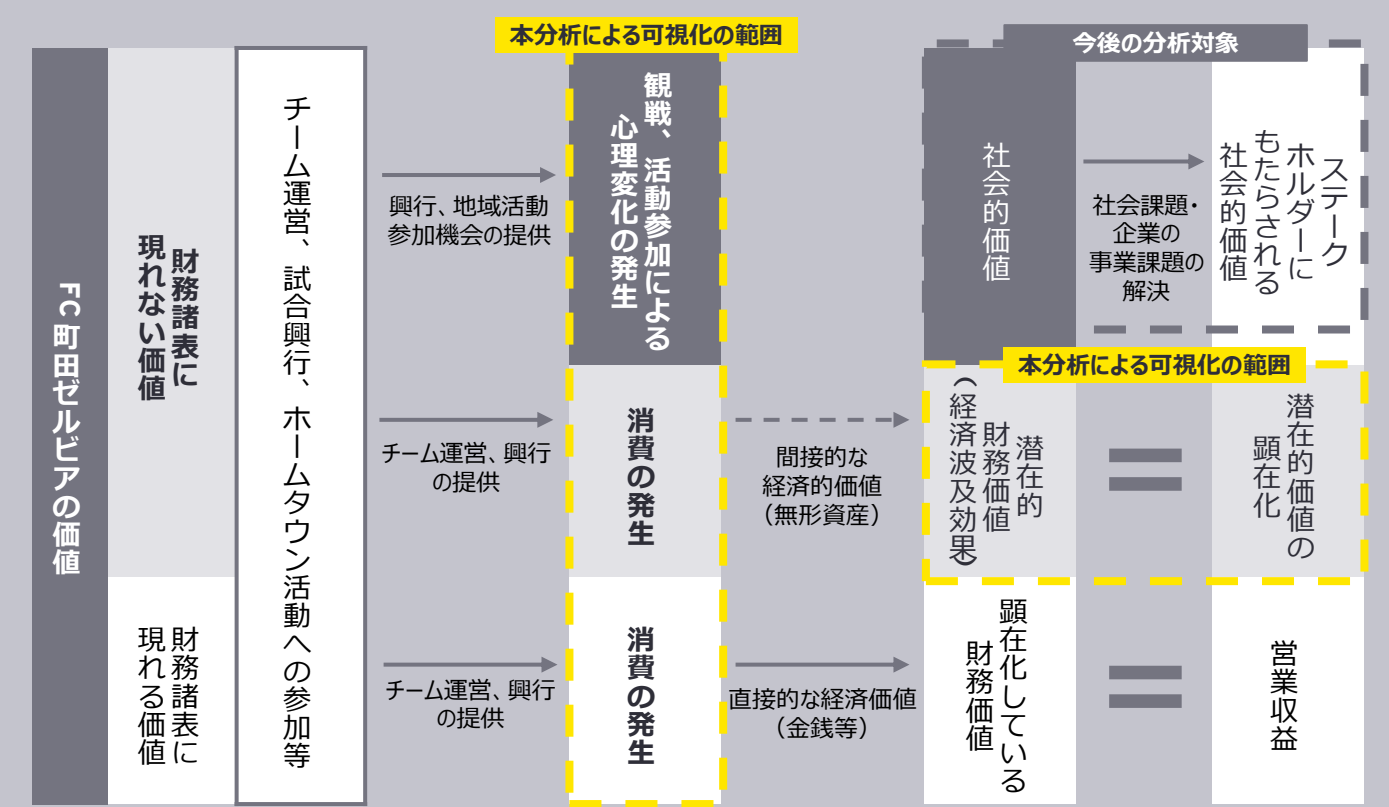 本分析による可視化の範囲
今後の分析対象
FC町田ゼルビアの価値
財務諸表に
現れない価値
財務諸表に
現れる価値
チーム運営、試合興行、ホームタウン活動への参加等
興行、地域活動
参加機会の提供
観戦、活動参加による
心理変化の発生
社会的価値
社会課題・
企業の
事業課題の
解決
ステーク
ホルダーに
もたらされる
社会的価値
チーム運営、興行
の提供
消費の発生
間接的な
経済的価値
（無形資産）
本分析による可視化の範囲
潜在的
財務価値
（経済波及効果）
潜在的価値の
顕在化
チーム運営、興行
の提供
消費の発生
直接的な経済価値
（金銭等）
顕在化している
財務価値
営業収益